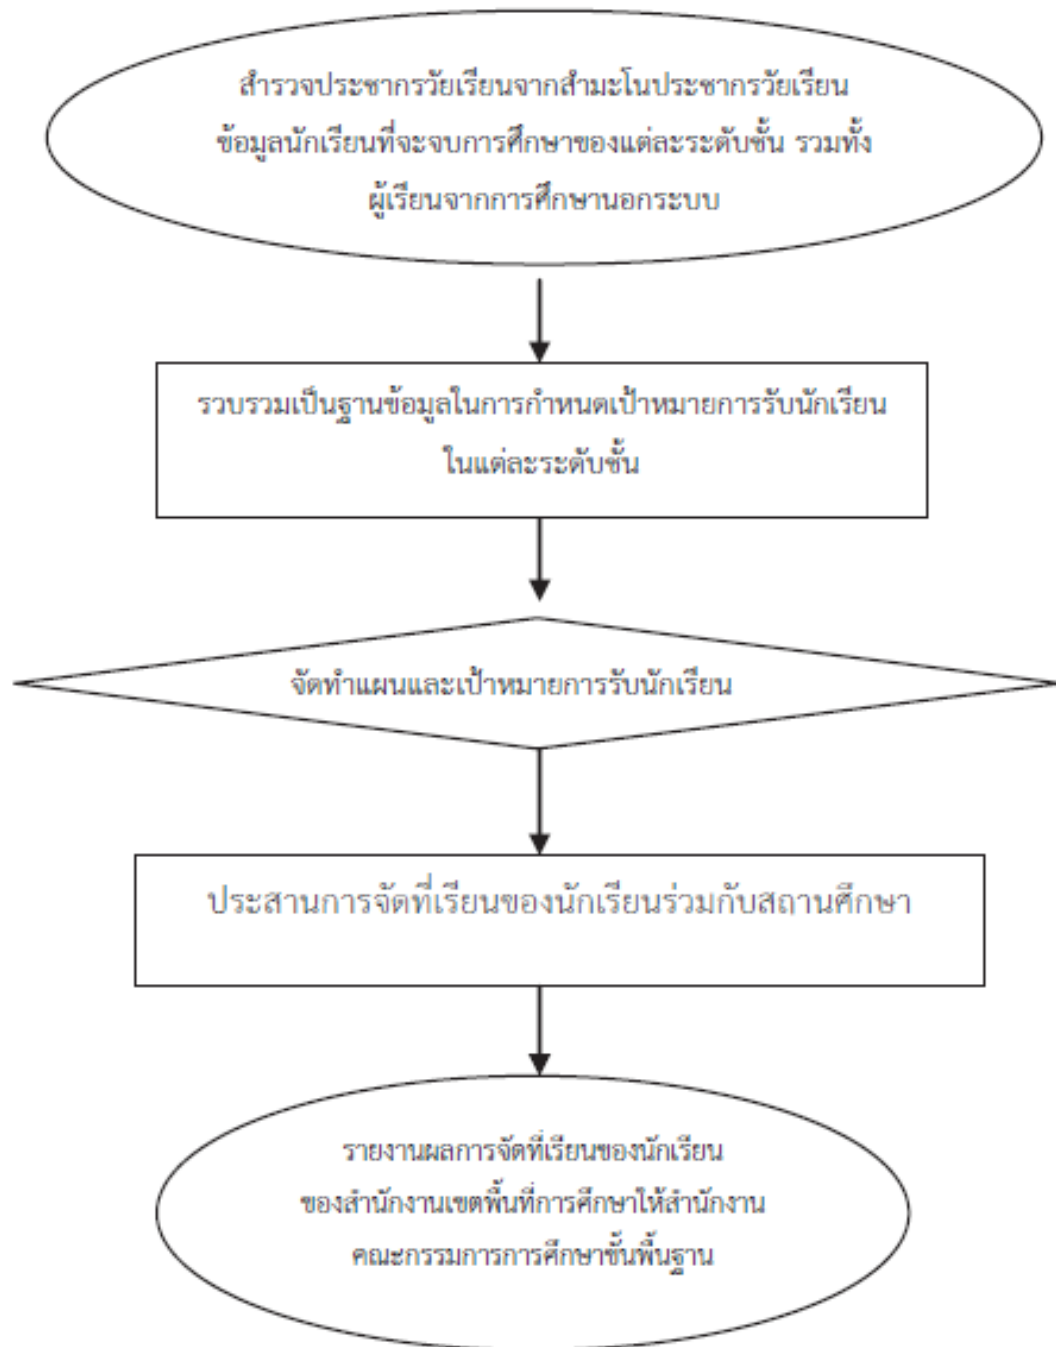 สำรวจประชากรวัยเรียนจากสำมะโนประชากรวัยเรียน
ข้อมูลนักเรียนที่จะจบการศึกษาของแต่ละระดับชั้น รวมทั้ง
ผู้เรียนจากการศึกษานอกระบบ
รวบรวมเป็นฐานข้อมูลในการกำหนดเป้าหมายการรับนักเรียน
ในแต่ละระดับชั้น
จัดทำแผนและเป้าหมายการรับนักเรียน
ประสานการจัดที่เรียนของนักเรียนร่วมกับสถานศึกษา
รายงานผลการจัดที่เรียนของนักเรียน
ของสำนักงานเขตพื้นที่การศึกษาให้สำนักงาน
คณะกรรมการการศึกษาขั้นพื้นฐาน